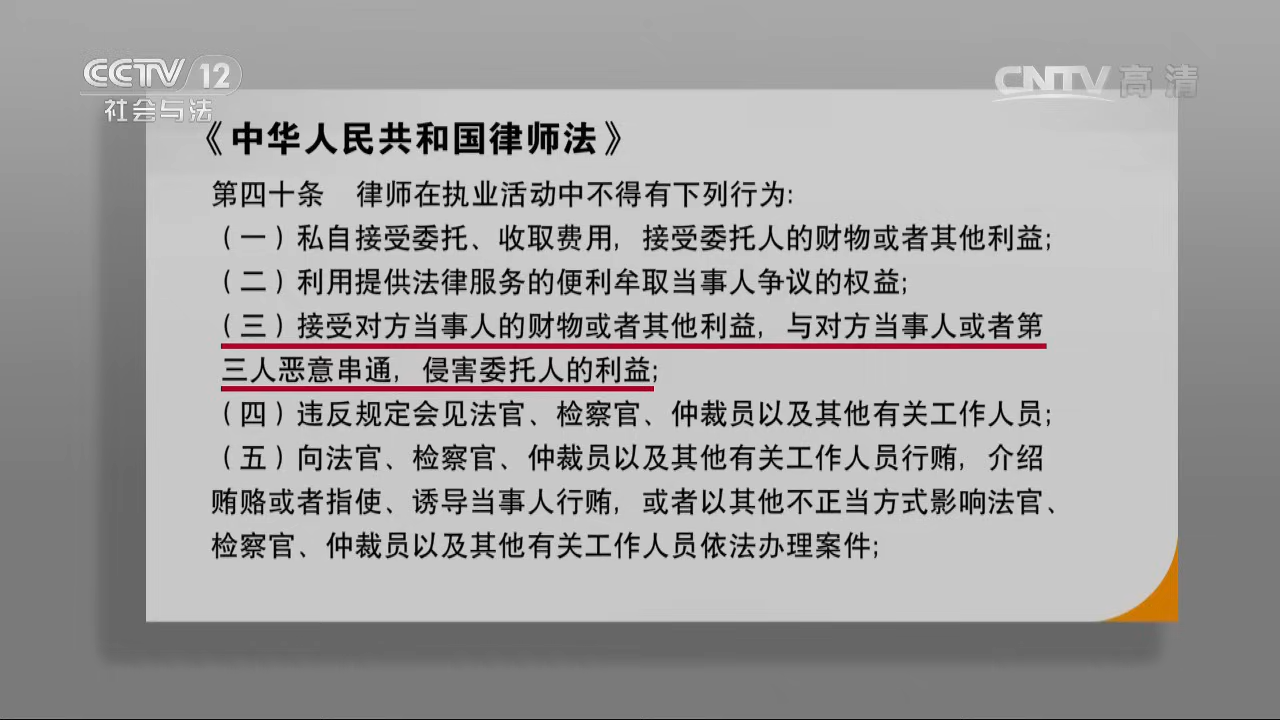 CCTV 12
社会与法
CNTV高清
《中华人民共和国律师法》
第四十条　律师在执业活动中不得有下列行为：
（一）私自接受委托、收取费用，接受委托人的财物或者其他利益；
（二）利用提供法律服务的便利牟取当事人争议的权益；
（三）接受对方当事人的财物或者其他利益，与对方当事人或者第
三人恶意串通，侵害委托人的利益；
（四）违反规定会见法官、检察官、仲裁员以及其他有关工作人员；
（五）向法官、检察官、仲裁员以及其他有关工作人员行贿，介绍
贿赂或者指使、诱导当事人行贿，或者以其他不正当方式影响法官、
检察官、仲裁员以及其他有关工作人员依法办理案件；